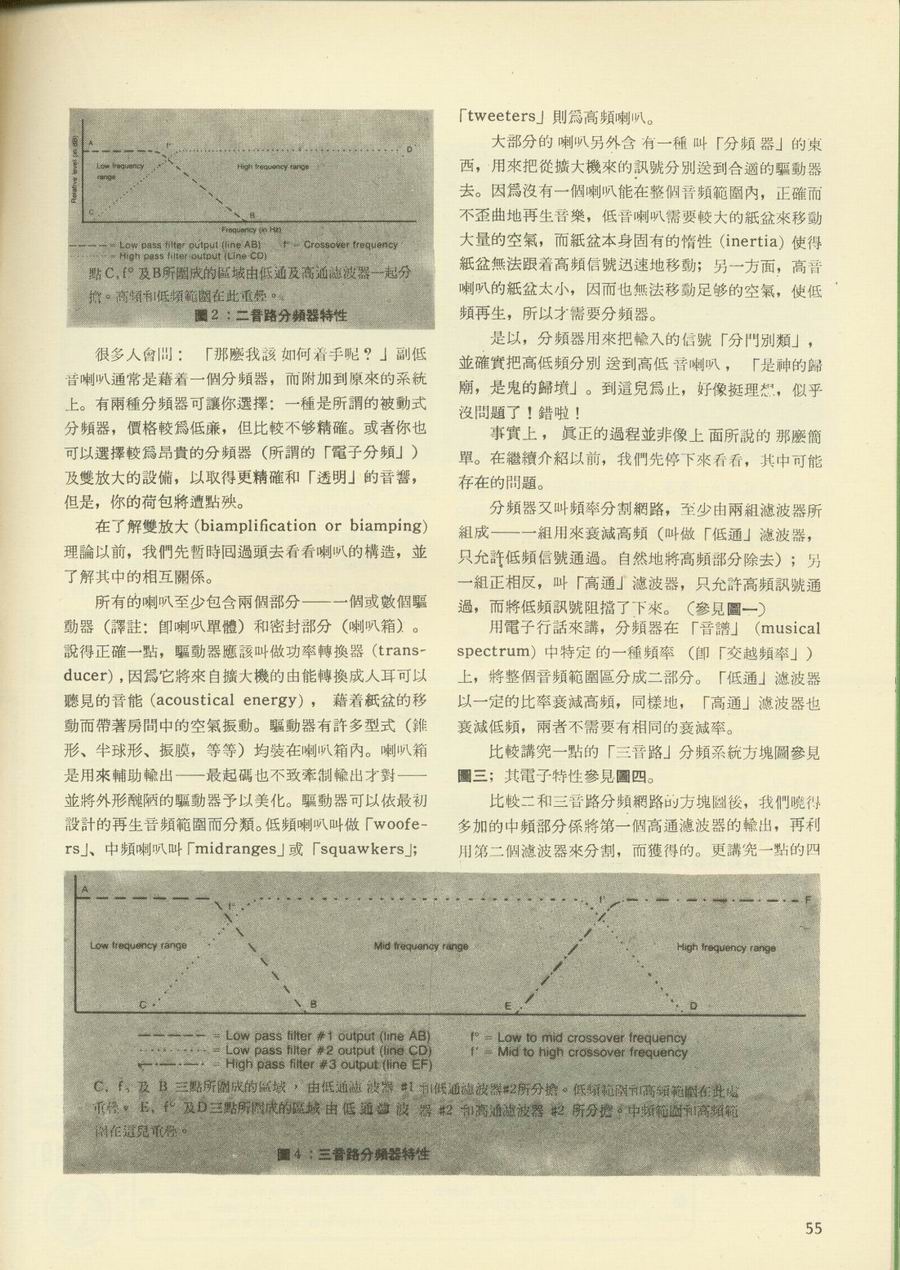 Relative level (in dB)
A
f°
D
Low frequency
range
High frequency range
C
B
Frequency (in Hz)
----- = Low pass filter output (line AB) f° = Crossover frequency
········ = High pass filter output (Line CD)
點C, f° 及B所圍成的區域由低通及高通濾波器一起分
擔。高頻和低頻範圍在此重疊。
圖2：二音路分頻器特性
很多人會問：「那麼我該如何着手呢？」副低
音喇叭通常是藉着一個分頻器，而附加到原來的系統
上。有兩種分頻器可讓你選擇：一種是所謂的被動式
分頻器，價格較爲低廉，但比較不够精確。或者你也
可以選擇較爲昂貴的分頻器（所謂的「電子分頻」）
及雙放大的設備，以取得更精確和「透明」的音響，
但是，你的荷包將遭點殃。
在了解雙放大 (biamplification or biamping)
理論以前，我們先暫時回過頭去看看喇叭的構造，並
了解其中的相互關係。
所有的喇叭至少包含兩個部分——一個或數個驅
動器（譯註：即喇叭單體）和密封部分（喇叭箱）。
說得正確一點，驅動器應該叫做功率轉換器 (trans-
ducer)，因爲它將來自擴大機的由能轉換成人耳可以
聽見的音能 (acoustical energy)，藉着紙盆的移
動而帶著房間中的空氣振動。驅動器有許多型式（錐
形、半球形、振膜，等等）均裝在喇叭箱內。喇叭箱
是用來輔助輸出——最起碼也不致牽制輸出才對——
並將外形醜陋的驅動器予以美化。驅動器可以依最初
設計的再生音頻範圍而分類。低頻喇叭叫做「woofe-
rs」、中頻喇叭叫「midranges」或「squawkers」；
「tweeters」則爲高頻喇叭。
大部分的喇叭另外含有一種叫「分頻器」的東
西，用來把從擴大機來的訊號分別送到合適的驅動器
去。因爲沒有一個喇叭能在整個音頻範圍內，正確而
不歪曲地再生音樂，低音喇叭需要較大的紙盆來移動
大量的空氣，而紙盆本身固有的惰性 (inertia) 使得
紙盆無法跟着高頻信號迅速地移動；另一方面，高音
喇叭的紙盆太小，因而也無法移動足够的空氣，使低
頻再生，所以才需要分頻器。
是以，分頻器用來把輸入的信號「分門別類」，
並確實把高低頻分別送到高低音喇叭，「是神的歸
廟，是鬼的歸墳」。到這兒爲止，好像挺理想，似乎
沒問題了！錯啦！
事實上，眞正的過程並非像上面所說的那麼簡
單。在繼續介紹以前，我們先停下來看看，其中可能
存在的問題。
分頻器又叫頻率分割網路，至少由兩組濾波器所
組成——一組用來衰減高頻（叫做「低通」濾波器，
只允許低頻信號通過。自然地將高頻部分除去）；另
一組正相反，叫「高通」濾波器，只允許高頻訊號通
過，而將低頻訊號阻擋了下來。（參見圖一）
用電子行話來講，分頻器在「音譜」(musical
spectrum) 中特定的一種頻率（即「交越頻率」）
上，將整個音頻範圍區分成二部分。「低通」濾波器
以一定的比率衰減高頻，同樣地，「高通」濾波器也
衰減低頻，兩者不需要有相同的衰減率。
比較講究一點的「三音路」分頻系統方塊圖參見
圖三；其電子特性參見圖四。
比較二和三音路分頻網路的方塊圖後，我們曉得
多加的中頻部分係將第一個高通濾波器的輸出，再利
用第二個濾波器來分割，而獲得的。更講究一點的四
A
f°
f'
F
Low frequency range
Mid frequency range
High frequency range
C
B
E
D
----- = Low pass filter #1 output (line AB) f° = Low to mid crossover frequency
········ = Low pass filter #2 output (line CD) f' = Mid to high crossover frequency
—·—·— = High pass filter #3 output (line EF)
C, f, 及 B 三點所圍成的區域，由低通濾波器 #1 和低通濾波器#2所分擔。低頻範圍和高頻範圍在此處
重疊。E, f° 及D三點所圍成的區域由低通濾波器 #2 和高通濾波器 #2 所分擔。中頻範圍和高頻範
圍在這兒重疊。
圖4：三音路分頻器特性
55